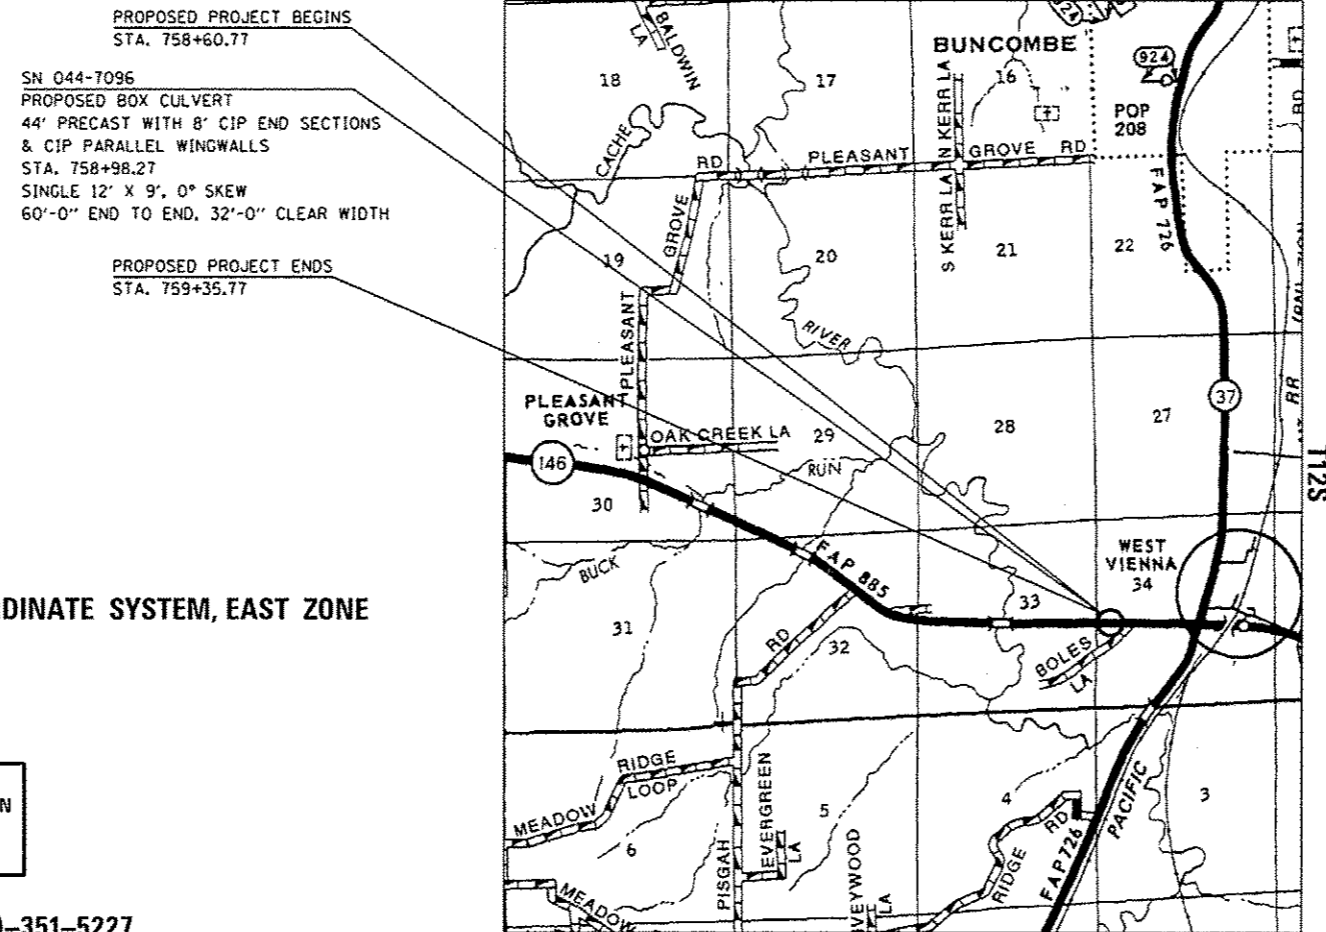 PROPOSED PROJECT BEGINS
STA. 758+60.77
SN 044-7096
PROPOSED BOX CULVERT
44' PRECAST WITH 8' CIP END SECTIONS
& CIP PARALLEL WINGWALLS
STA. 758+98.27
SINGLE 12' X 9', 0° SKEW
60'-0" END TO END, 32'-0" CLEAR WIDTH
PROPOSED PROJECT ENDS
STA. 759+35.77
DINATE SYSTEM, EAST ZONE
N
351-5227
BALDWIN
LA
BUNCOMBE
924
924
18
17
16
POP
208
RD
CACHE
RD
PLEASANT
GROVE
RD
N KERR LA
S KERR LA
FAP 726
GROVE
19
20
21
22
PLEASANT
RIVER
RR
37
PLEASANT
GROVE
OAK CREEK LA
29
28
27
146
RUN
T12S
30
BUCK
FAP 885
WEST
VIENNA
34
33
31
RD
32
BOLES
LA
RIDGE
LOOP
MEADOW
6
EVERGREEN
LA
5
4
3
RD
RIDGE
FAP 726
PACIFIC
PISGAH
MEADOW
VEYWOOD
LA